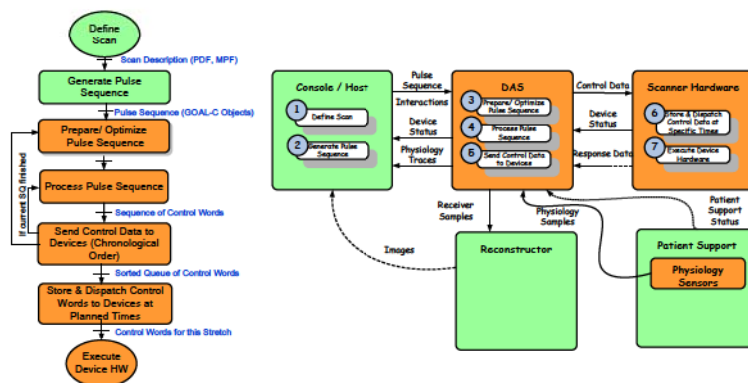 Define
Scan
Scan Description (PDF, MPF)
Generate Pulse
Sequence
Pulse Sequence (GOAL-C Objects)
Prepare/ Optimize
Pulse Sequence
If current SQ finished
Process Pulse Sequence
Sequence of Control Words
Send Control Data to
Devices (Chronological
Order)
Sorted Queue of Control Words
Store & Dispatch Control
Words to Devices at
Planned Times
Control Words for this Stretch
Execute
Device HW
Console / Host
1
Define Scan
2
Generate Pulse
Sequence
Pulse
Sequence
Interactions
Device
Status
Physiology
Traces
DAS
3
Prepare/ Optimize
Pulse Sequence
4
Process Pulse
Sequence
5
Send Control Data
to Devices
Control Data
Device
Status
Response Data
Scanner Hardware
6
Store & Dispatch
Control Data at
Specific Times
7
Execute Device
Hardware
Receiver
Samples
Physiology
Samples
Patient
Support
Status
Images
Reconstructor
Patient Support
Physiology
Sensors